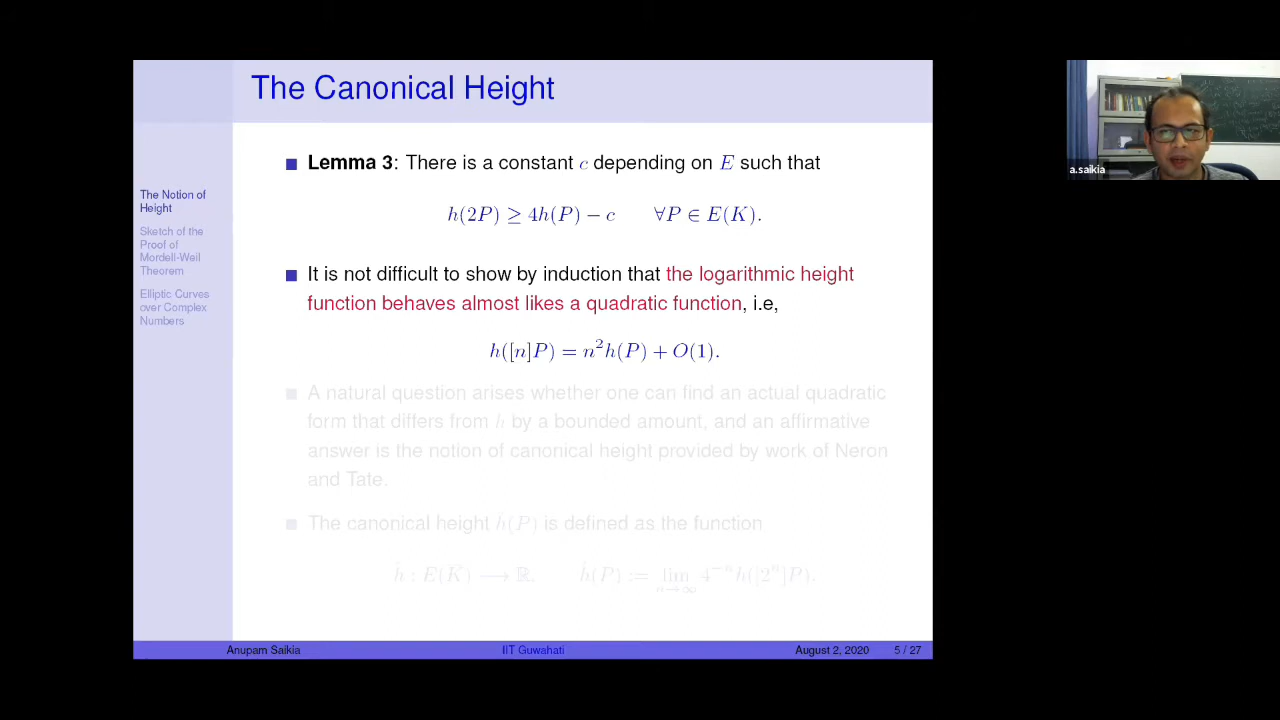 The Canonical Height
The Notion of
Height
Sketch of the
Proof of
Mordell-Weil
Theorem
Elliptic Curves
over Complex
Numbers
Lemma 3: There is a constant c depending on E such that
h(2P) ≥ 4h(P) − c ∀P ∈ E(K).
It is not difficult to show by induction that the logarithmic height
function behaves almost likes a quadratic function, i.e,
h([n]P) = n²h(P) + O(1).
A natural question arises whether one can find an actual quadratic
form that differs from h by a bounded amount, and an affirmative
answer is the notion of canonical height provided by work of Neron
and Tate.
The canonical height h(P) is defined as the function
ĥ : E(K̄) ⟶ ℝ, ĥ(P) := lim 4⁻ⁿh([2ⁿ]P).
n→∞
Anupam Saikia IIT Guwahati August 2, 2020 5 / 27
a.saikia